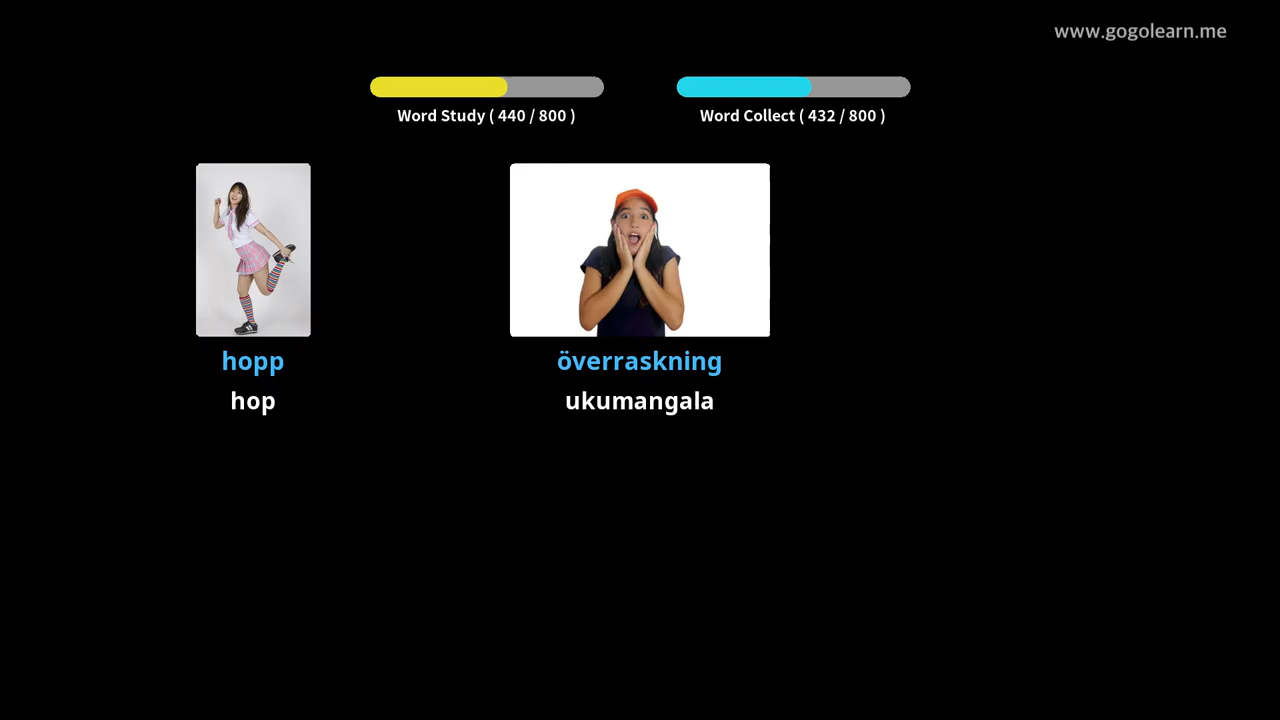 www.gogolearn.me
Word Study ( 440 / 800 )
Word Collect ( 432 / 800 )
hopp
hop
överraskning
ukumangala